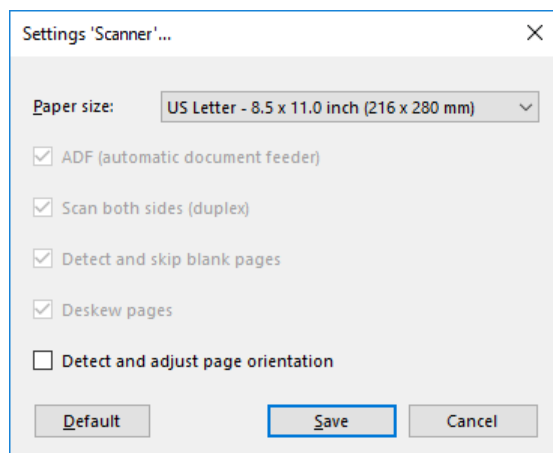 Settings 'Scanner'...
Paper size: US Letter - 8.5 x 11.0 inch (216 x 280 mm)
ADF (automatic document feeder)
Scan both sides (duplex)
Detect and skip blank pages
Deskew pages
Detect and adjust page orientation
Default Save Cancel